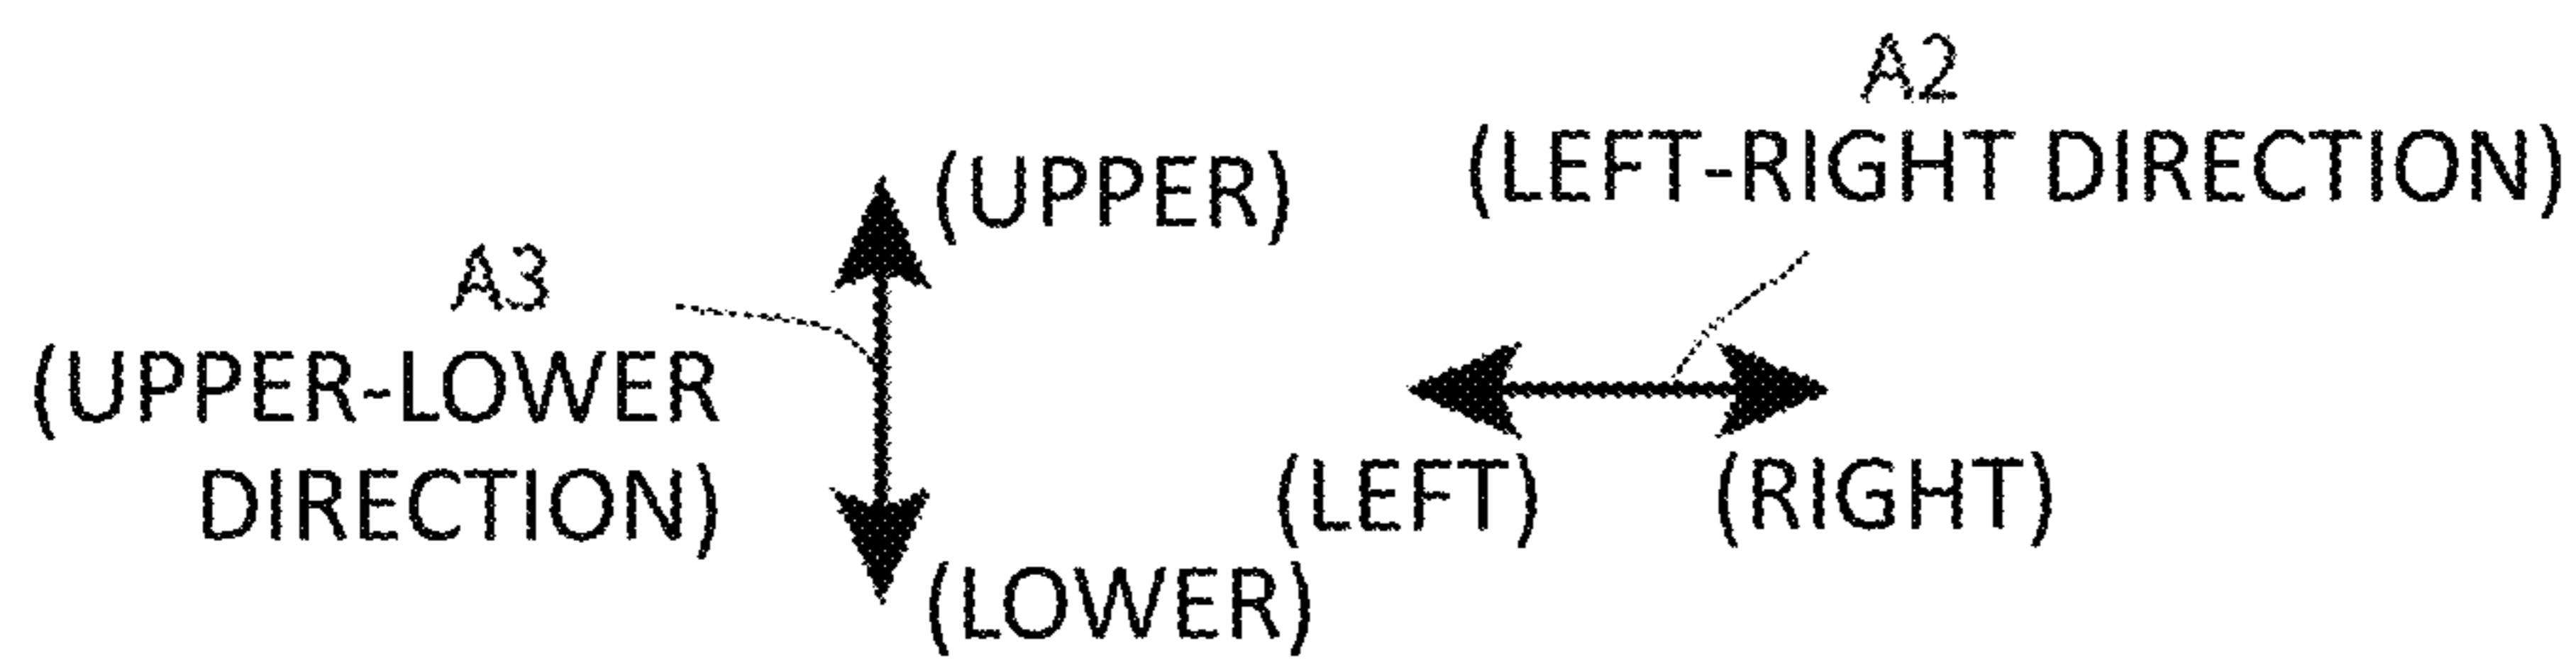 A3
(UPPER-LOWER
DIRECTION)
(UPPER)
(LOWER)
A2
(LEFT-RIGHT DIRECTION)
(LEFT)
(RIGHT)